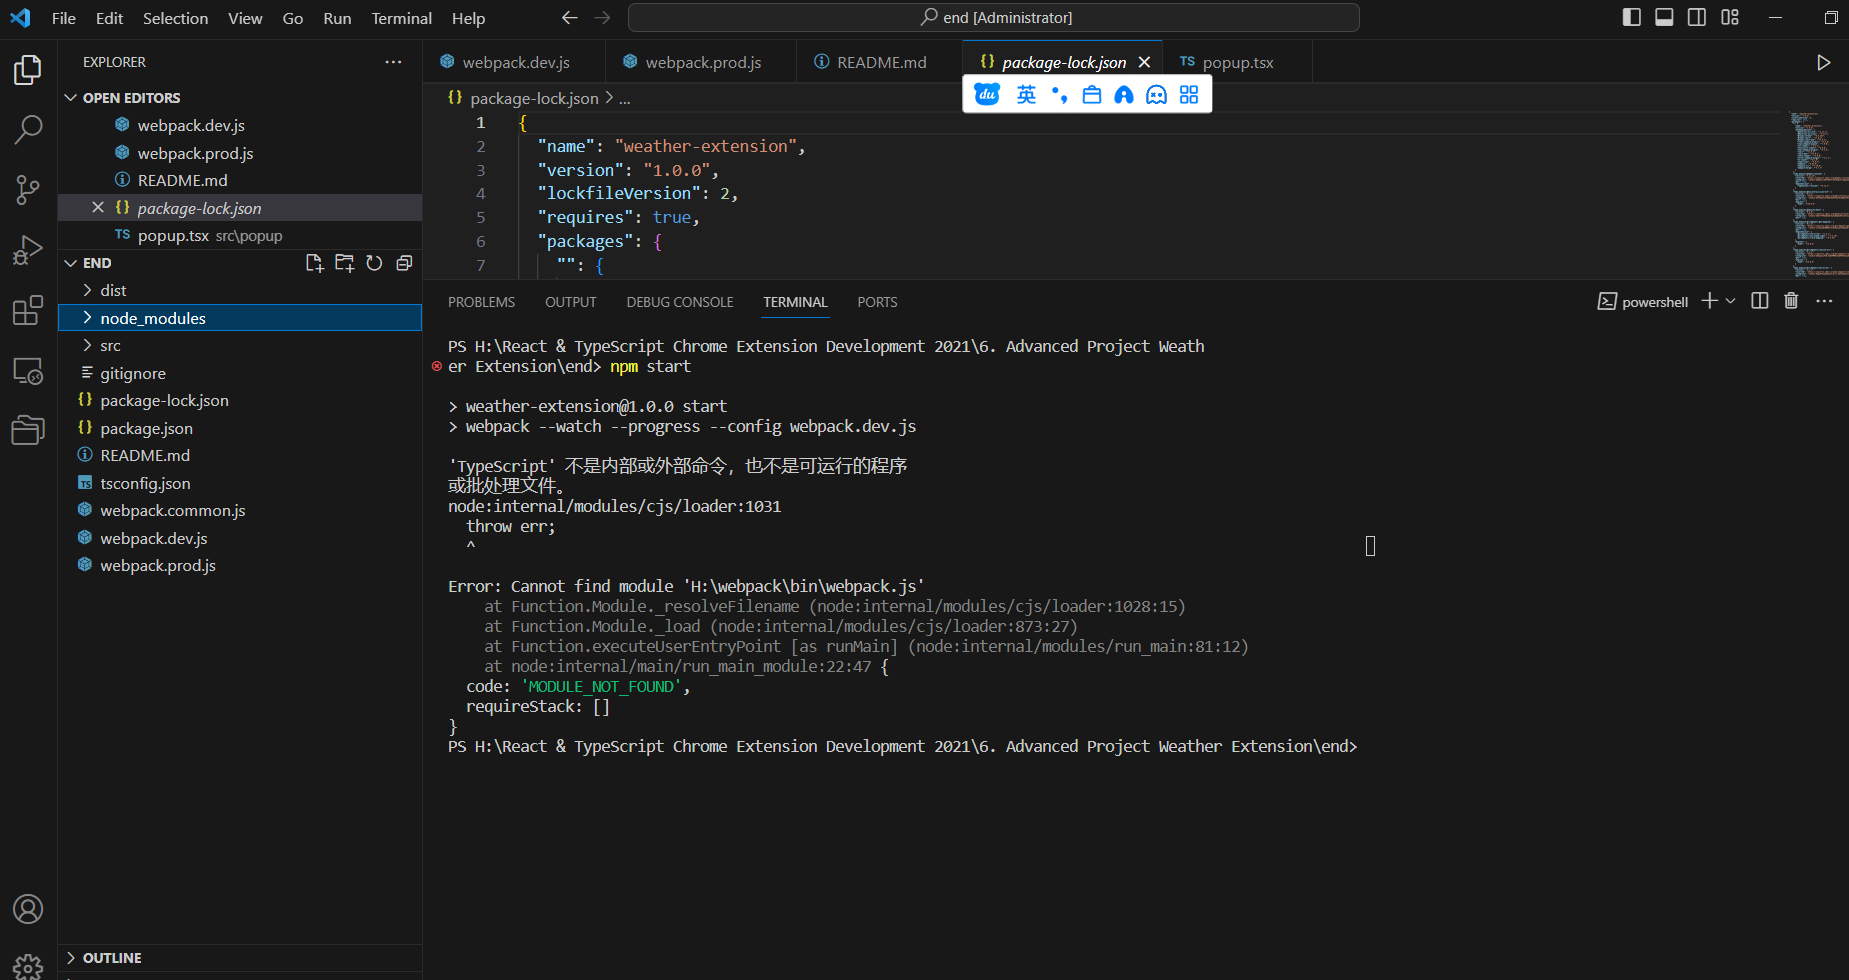 File Edit Selection View Go Run Terminal Help
end [Administrator]
EXPLORER
OPEN EDITORS
webpack.dev.js
webpack.prod.js
README.md
package-lock.json
TS popup.tsx src\popup
END
dist
node_modules
src
gitignore
{} package-lock.json
{} package.json
README.md
TS tsconfig.json
webpack.common.js
webpack.dev.js
webpack.prod.js
OUTLINE
webpack.dev.js webpack.prod.js README.md {} package-lock.json TS popup.tsx
{} package-lock.json > ...
du 英
1 {
2 "name": "weather-extension",
3 "version": "1.0.0",
4 "lockfileVersion": 2,
5 "requires": true,
6 "packages": {
7 "": {
PROBLEMS OUTPUT DEBUG CONSOLE TERMINAL PORTS
powershell
PS H:\React & TypeScript Chrome Extension Development 2021\6. Advanced Project Weath
er Extension\end> npm start
> weather-extension@1.0.0 start
> webpack --watch --progress --config webpack.dev.js
'TypeScript' 不是内部或外部命令，也不是可运行的程序
或批处理文件。
node:internal/modules/cjs/loader:1031
throw err;
^
Error: Cannot find module 'H:\webpack\bin\webpack.js'
at Function.Module._resolveFilename (node:internal/modules/cjs/loader:1028:15)
at Function.Module._load (node:internal/modules/cjs/loader:873:27)
at Function.executeUserEntryPoint [as runMain] (node:internal/modules/run_main:81:12)
at node:internal/main/run_main_module:22:47 {
code: 'MODULE_NOT_FOUND',
requireStack: []
}
PS H:\React & TypeScript Chrome Extension Development 2021\6. Advanced Project Weather Extension\end>